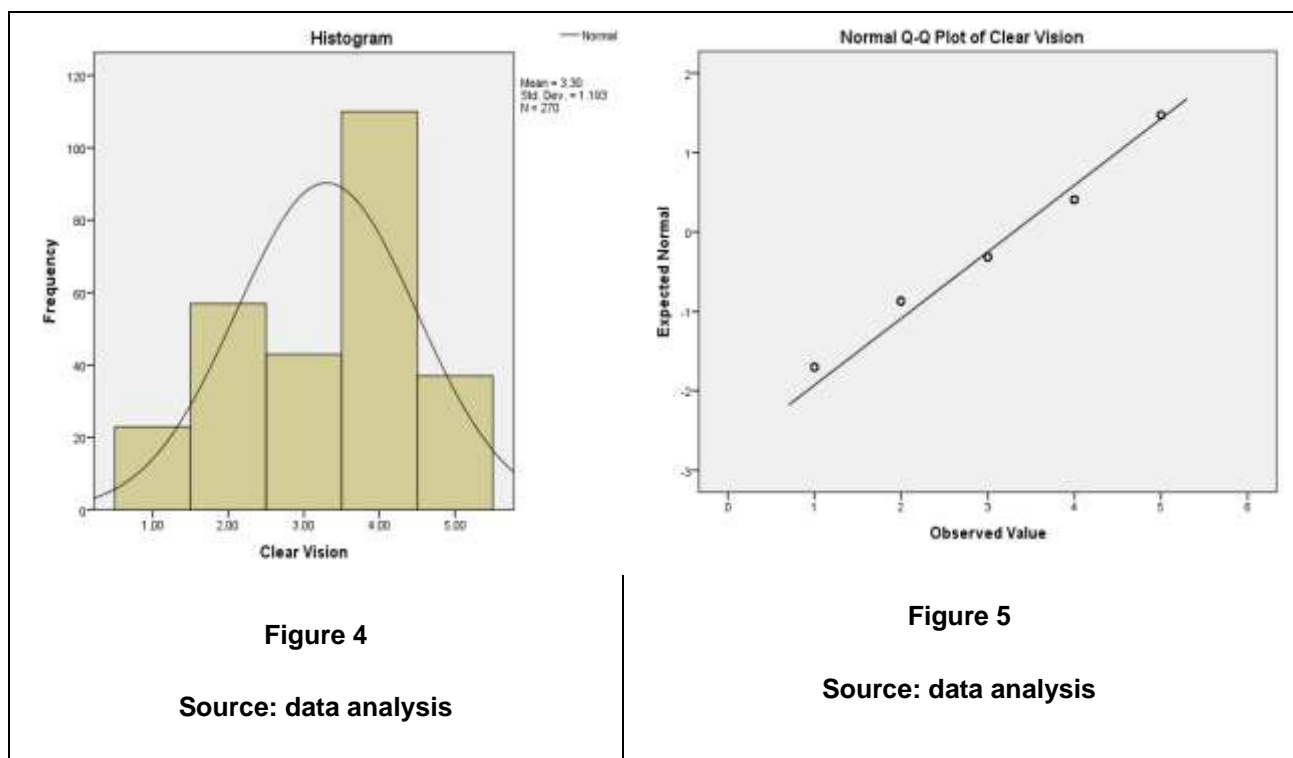 Histogram
Normal
Mean = 3.30
Std. Dev. = 1.193
N = 270
120
100
80
60
40
20
0
Frequency
1.00 2.00 3.00 4.00 5.00
Clear Vision
Figure 4
Source: data analysis
Normal Q-Q Plot of Clear Vision
2
1
0
-1
-2
-3
Expected Normal
0 1 2 3 4 5 6
Observed Value
Figure 5
Source: data analysis